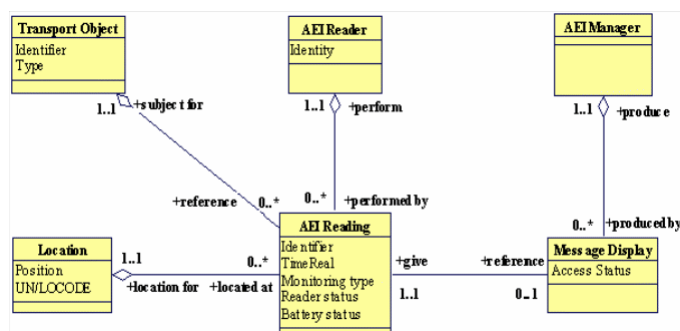 Transport Object
Identifier
Type
AEI Reader
Identity
AEI Manager
1..1
+subject for
1..1
+perform
1..1
+produce
+reference
0..*
0..*
+performed by
0..*
+produced by
Location
Position
UN/LOCODE
1..1
+location for
0..*
+located at
AEI Reading
Identifier
TimeReal
Monitoring type
Reader status
Battery status
+give
1..1
+reference
0..1
Message Display
Access Status